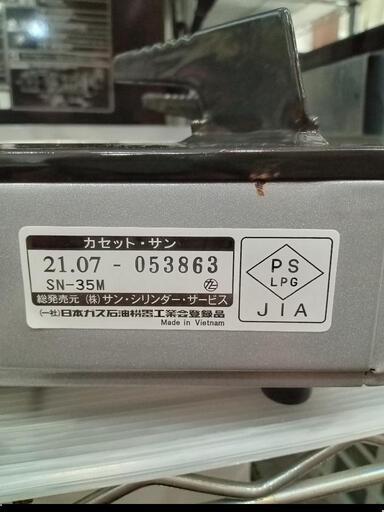 カセット・サン
21.07 - 053863
SN-35M
総発売元 (株)サン・シリンダー・サービス
(一社)日本ガス石油機器工業会登録品
Made in Vietnam
PS
LPG
JIA